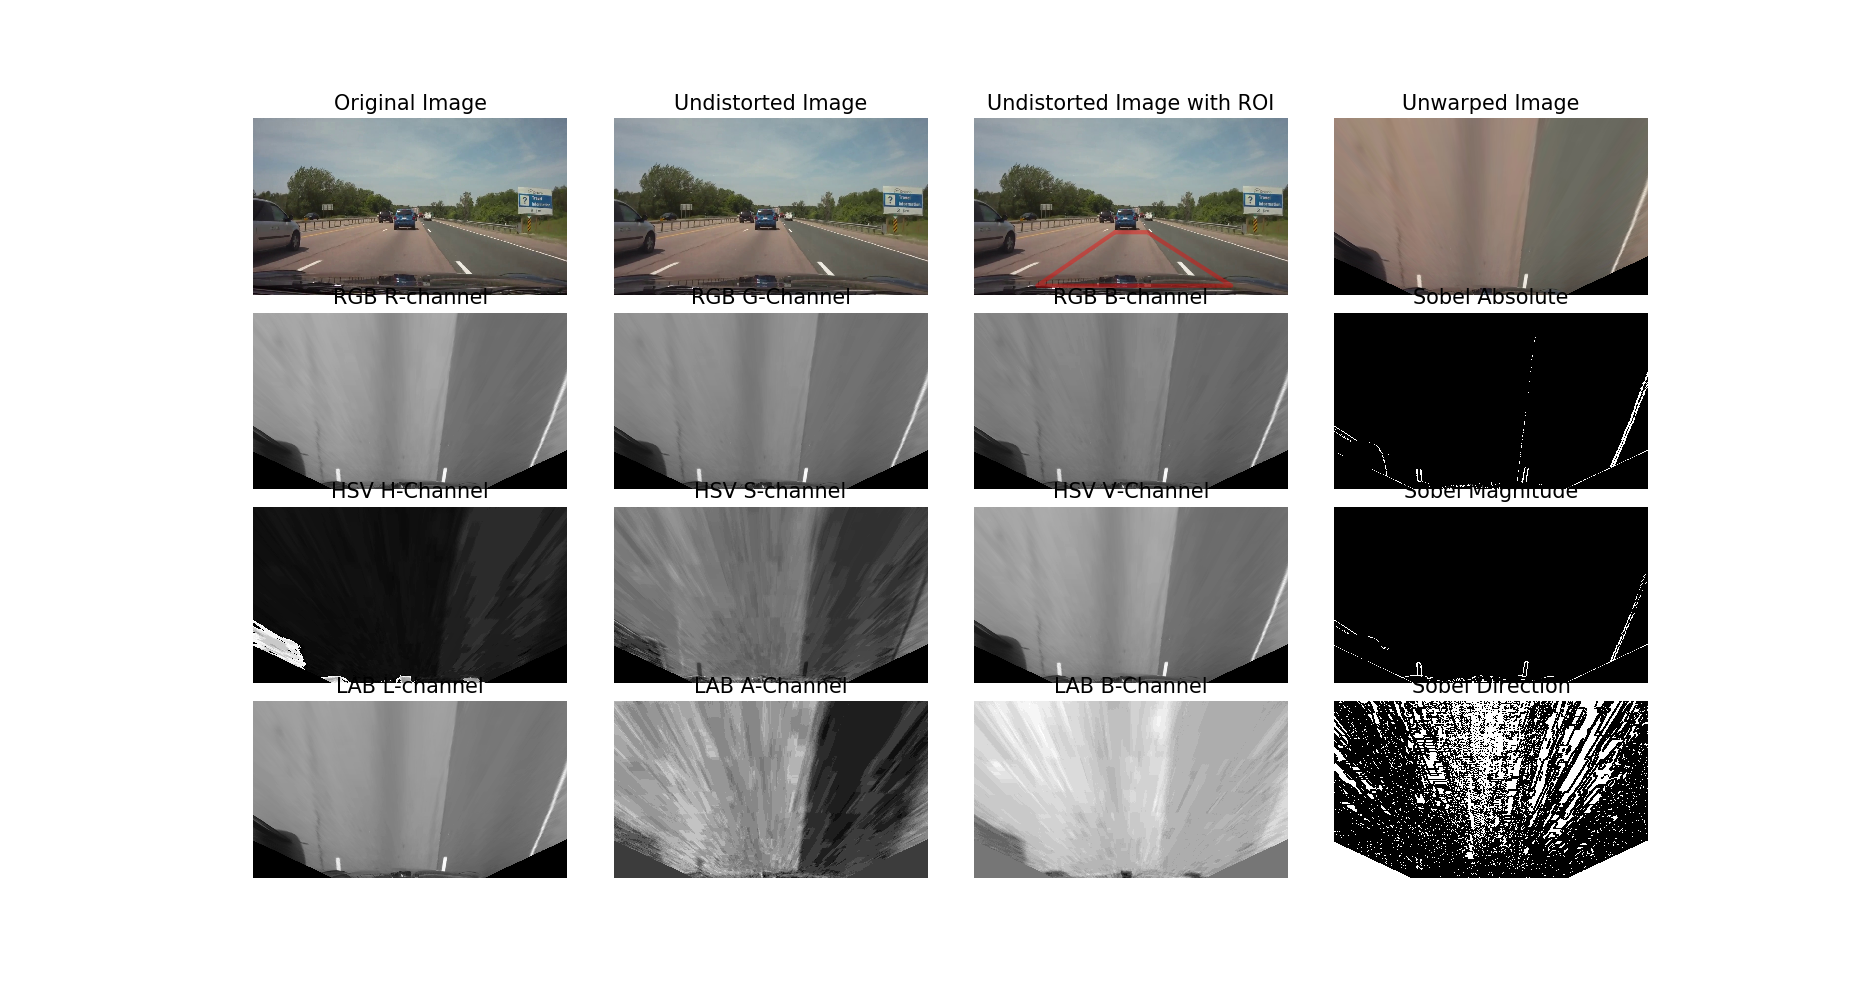 Original Image
Undistorted Image
Undistorted Image with ROI
Unwarped Image
?
?
?
RGB R-channel
RGB G-Channel
RGB B-channel
Sobel Absolute
HSV H-Channel
HSV S-channel
HSV V-Channel
Sobel Magnitude
LAB L-channel
LAB A-Channel
LAB B-Channel
Sobel Direction